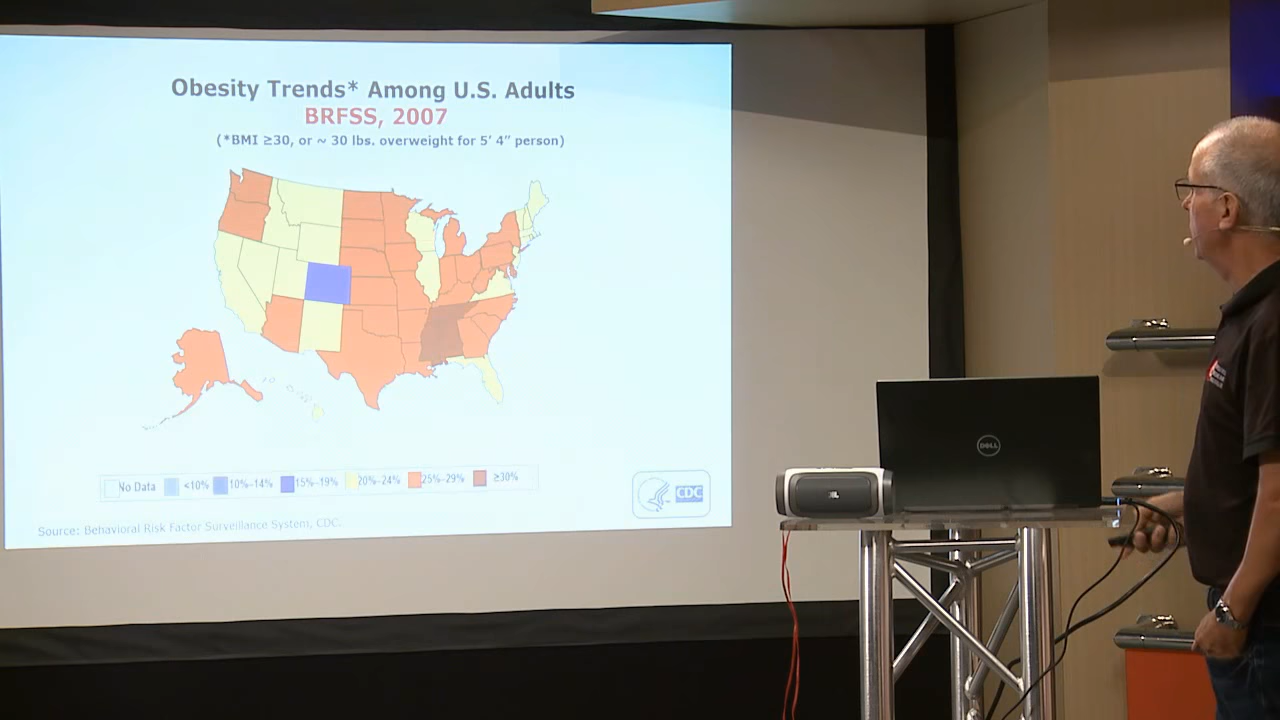 Obesity Trends* Among U.S. Adults
BRFSS, 2007
(*BMI ≥30, or ~ 30 lbs. overweight for 5' 4" person)
No Data <10% 10%–14% 15%–19% 20%–24% 25%–29% ≥30%
CDC
Source: Behavioral Risk Factor Surveillance System, CDC.
DELL
JBL